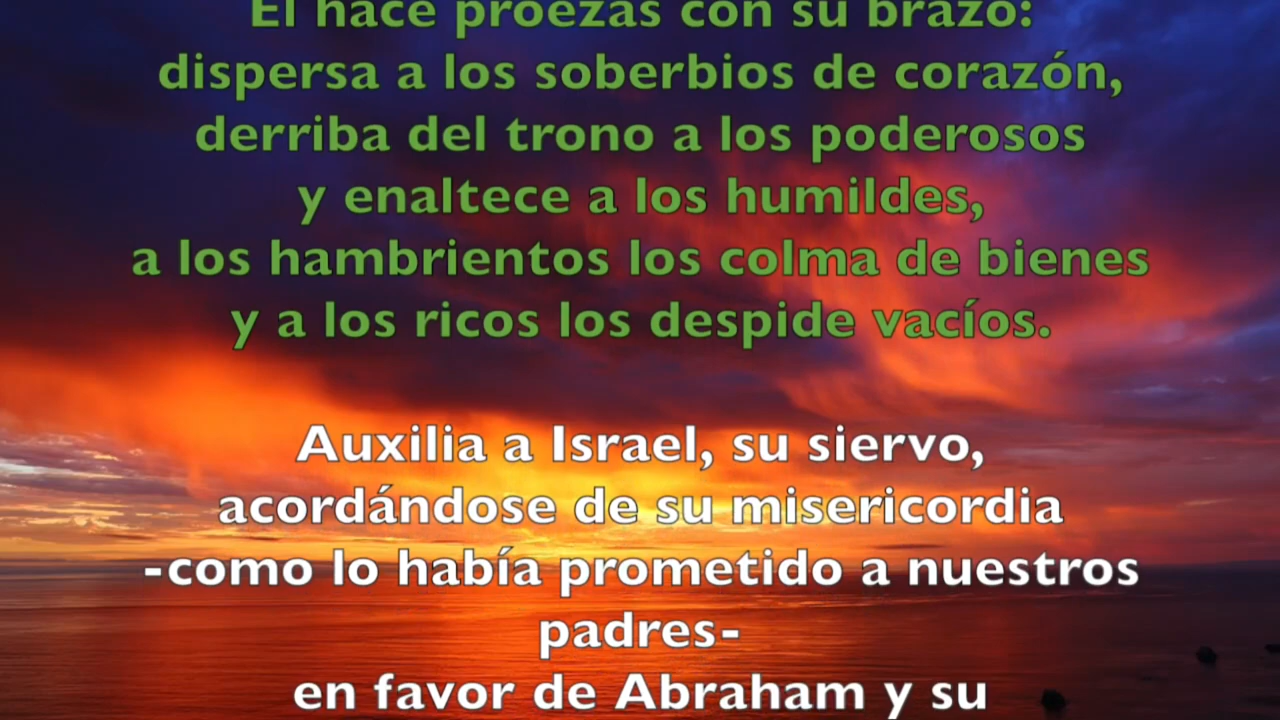 El hace proezas con su brazo:
dispersa a los soberbios de corazón,
derriba del trono a los poderosos
y enaltece a los humildes,
a los hambrientos los colma de bienes
y a los ricos los despide vacíos.
Auxilia a Israel, su siervo,
acordándose de su misericordia
-como lo había prometido a nuestros
padres-
en favor de Abraham y su